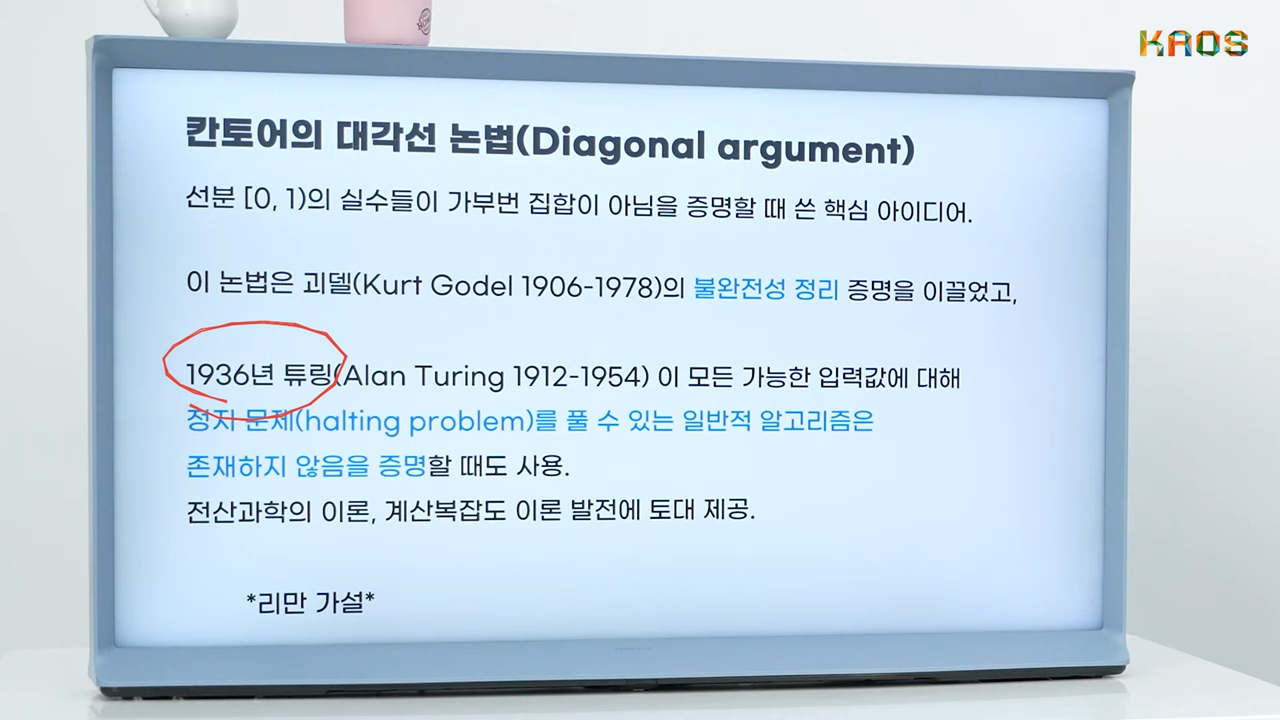 KAOS
칸토어의 대각선 논법(Diagonal argument)
선분 [0, 1)의 실수들이 가부번 집합이 아님을 증명할 때 쓴 핵심 아이디어.
이 논법은 괴델(Kurt Godel 1906-1978)의 불완전성 정리 증명을 이끌었고,
1936년 튜링(Alan Turing 1912-1954) 이 모든 가능한 입력값에 대해
정지 문제(halting problem)를 풀 수 있는 일반적 알고리즘은
존재하지 않음을 증명할 때도 사용.
전산과학의 이론, 계산복잡도 이론 발전에 토대 제공.
*리만 가설*